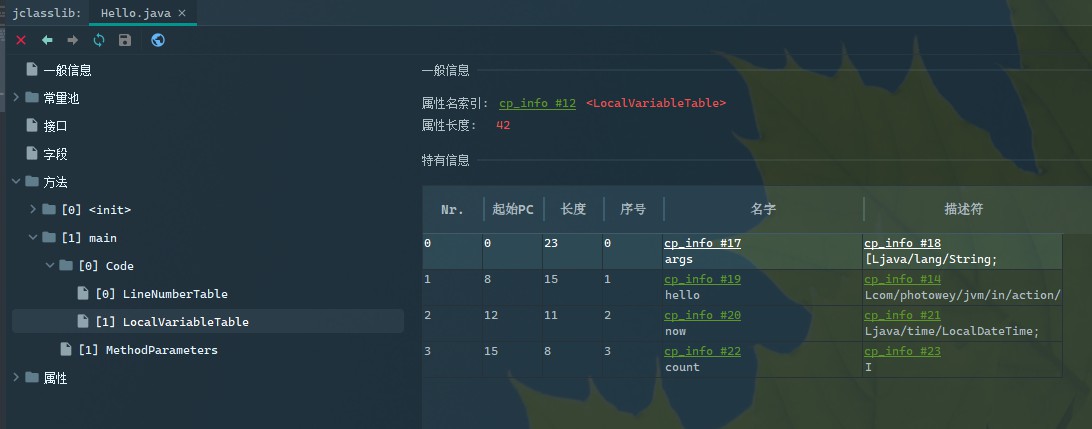 jclasslib: Hello.java ×
一般信息
常量池
接口
字段
方法
[0] <init>
[1] main
[0] Code
[0] LineNumberTable
[1] LocalVariableTable
[1] MethodParameters
属性
一般信息
属性名索引: cp_info #12 <LocalVariableTable>
属性长度: 42
特有信息
Nr. 起始PC 长度 序号 名字 描述符
0 0 23 0 cp_info #17 cp_info #18
args [Ljava/lang/String;
1 8 15 1 cp_info #19 cp_info #14
hello Lcom/photowey/jvm/in/action/
2 12 11 2 cp_info #20 cp_info #21
now Ljava/time/LocalDateTime;
3 15 8 3 cp_info #22 cp_info #23
count I